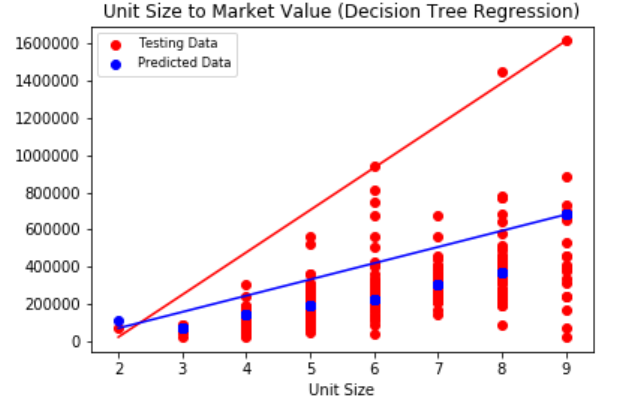 Unit Size to Market Value (Decision Tree Regression)
Testing Data
Predicted Data
1600000
1400000
1200000
1000000
800000
600000
400000
200000
0
2 3 4 5 6 7 8 9
Unit Size